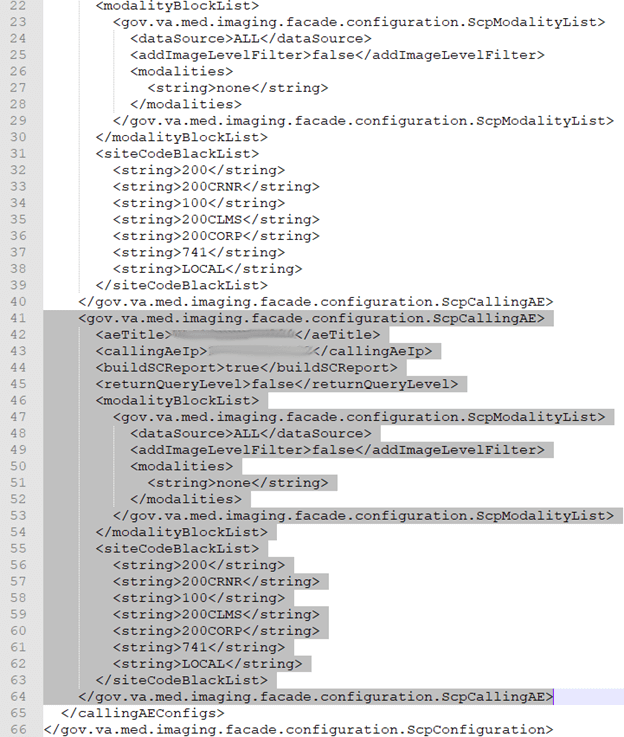 22 <modalityBlockList>
23 <gov.va.med.imaging.facade.configuration.ScpModalityList>
24 <dataSource>ALL</dataSource>
25 <addImageLevelFilter>false</addImageLevelFilter>
26 <modalities>
27 <string>none</string>
28 </modalities>
29 </gov.va.med.imaging.facade.configuration.ScpModalityList>
30 </modalityBlockList>
31 <siteCodeBlackList>
32 <string>200</string>
33 <string>200CRNR</string>
34 <string>100</string>
35 <string>200CLMS</string>
36 <string>200CORP</string>
37 <string>741</string>
38 <string>LOCAL</string>
39 </siteCodeBlackList>
40 </gov.va.med.imaging.facade.configuration.ScpCallingAE>
41 <gov.va.med.imaging.facade.configuration.ScpCallingAE>
42 <aeTitle></aeTitle>
43 <callingAeIp></callingAeIp>
44 <buildSCReport>true</buildSCReport>
45 <returnQueryLevel>false</returnQueryLevel>
46 <modalityBlockList>
47 <gov.va.med.imaging.facade.configuration.ScpModalityList>
48 <dataSource>ALL</dataSource>
49 <addImageLevelFilter>false</addImageLevelFilter>
50 <modalities>
51 <string>none</string>
52 </modalities>
53 </gov.va.med.imaging.facade.configuration.ScpModalityList>
54 </modalityBlockList>
55 <siteCodeBlackList>
56 <string>200</string>
57 <string>200CRNR</string>
58 <string>100</string>
59 <string>200CLMS</string>
60 <string>200CORP</string>
61 <string>741</string>
62 <string>LOCAL</string>
63 </siteCodeBlackList>
64 </gov.va.med.imaging.facade.configuration.ScpCallingAE>
65 </callingAEConfigs>
66 </gov.va.med.imaging.facade.configuration.ScpConfiguration>